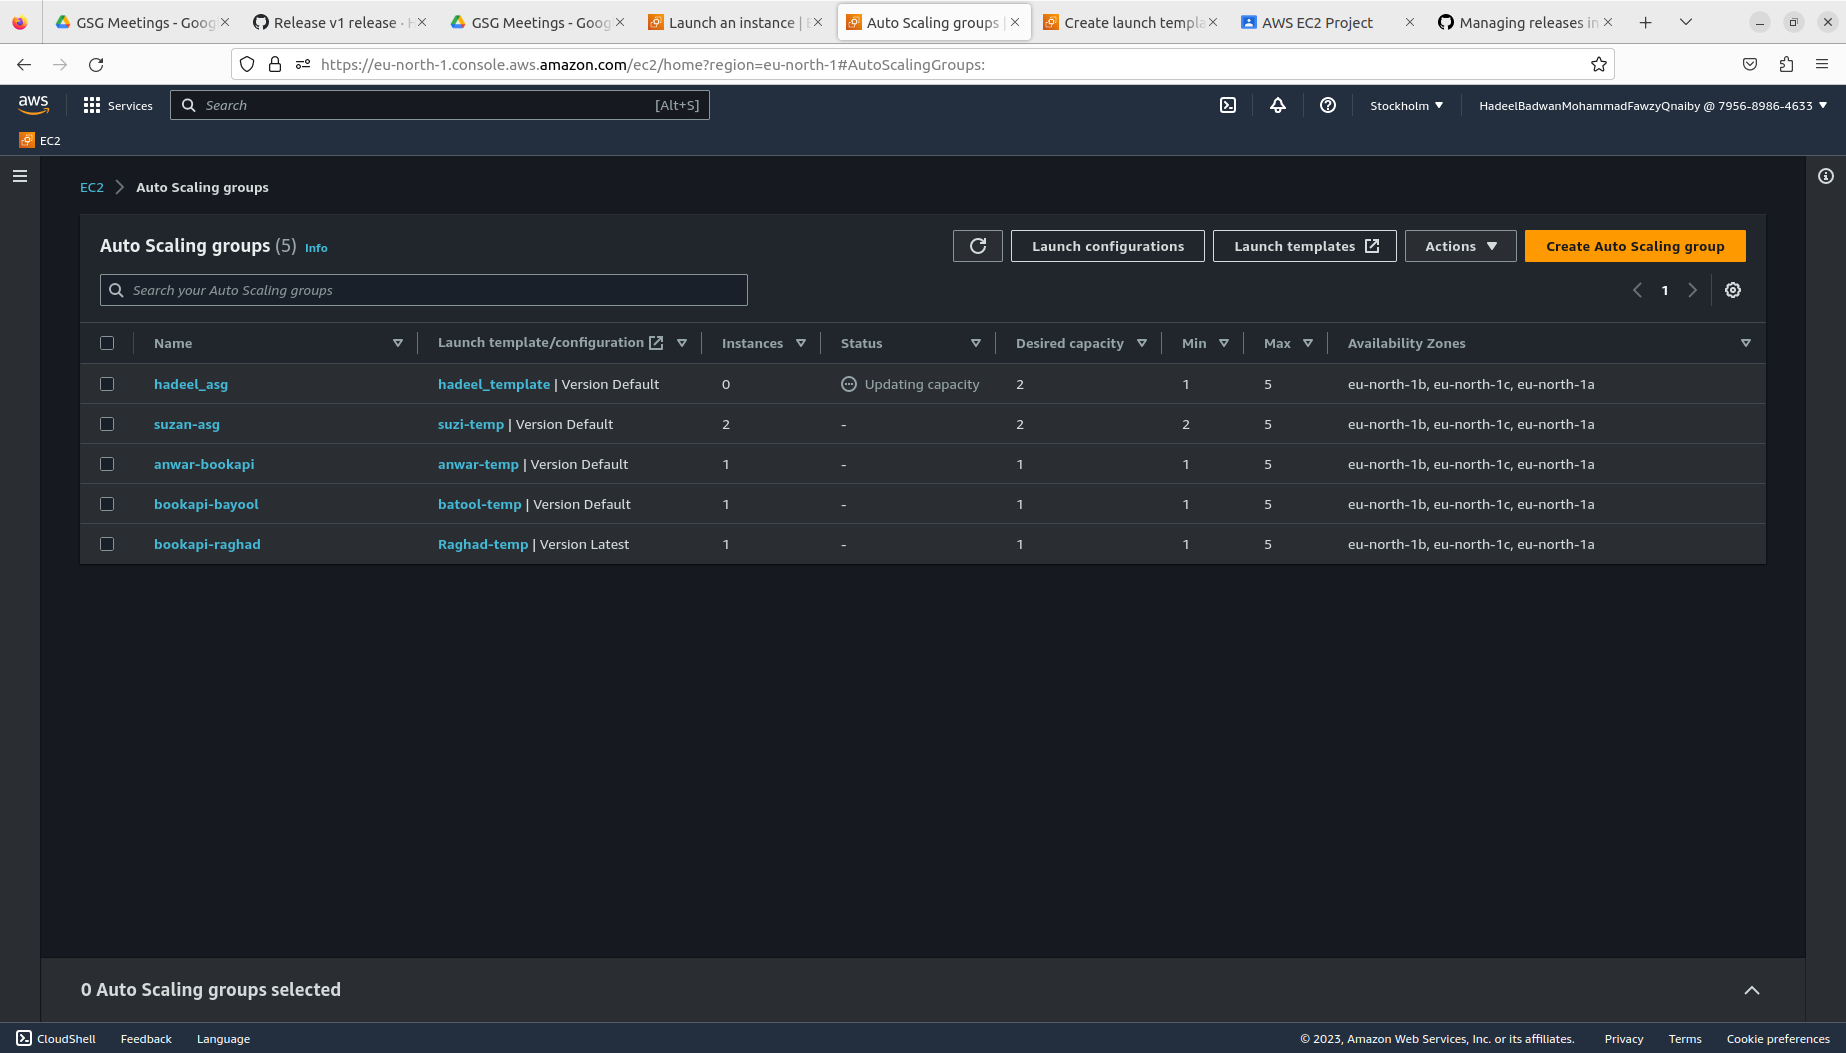 GSG Meetings - Goog
Release v1 release ·
GSG Meetings - Goog
Launch an instance |
Auto Scaling groups
Create launch templa
AWS EC2 Project
Managing releases in
https://eu-north-1.console.aws.amazon.com/ec2/home?region=eu-north-1#AutoScalingGroups:
aws
Services
Search
[Alt+S]
Stockholm
HadeelBadwanMohammadFawzyQnaiby @ 7956-8986-4633
EC2
EC2 Auto Scaling groups
Auto Scaling groups (5) Info
Launch configurations
Launch templates
Actions
Create Auto Scaling group
Search your Auto Scaling groups
1
Name Launch template/configuration Instances Status Desired capacity Min Max Availability Zones
hadeel_asg hadeel_template | Version Default 0 Updating capacity 2 1 5 eu-north-1b, eu-north-1c, eu-north-1a
suzan-asg suzi-temp | Version Default 2 - 2 2 5 eu-north-1b, eu-north-1c, eu-north-1a
anwar-bookapi anwar-temp | Version Default 1 - 1 1 5 eu-north-1b, eu-north-1c, eu-north-1a
bookapi-bayool batool-temp | Version Default 1 - 1 1 5 eu-north-1b, eu-north-1c, eu-north-1a
bookapi-raghad Raghad-temp | Version Latest 1 - 1 1 5 eu-north-1b, eu-north-1c, eu-north-1a
0 Auto Scaling groups selected
CloudShell Feedback Language © 2023, Amazon Web Services, Inc. or its affiliates. Privacy Terms Cookie preferences